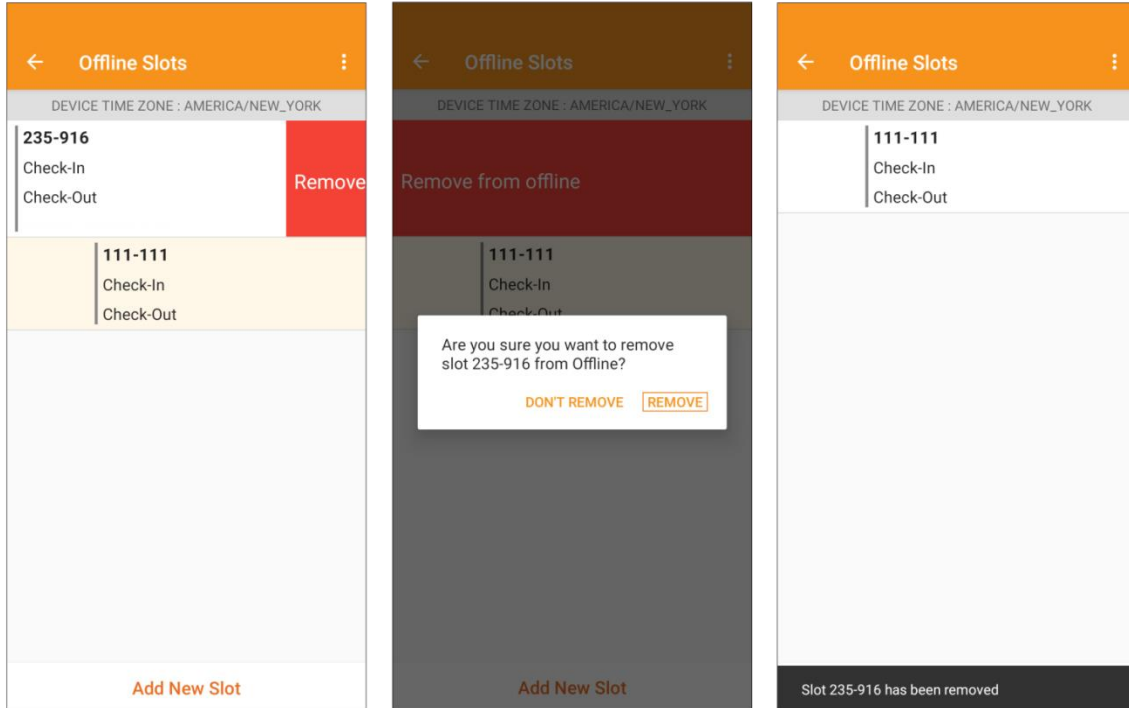 Offline Slots
DEVICE TIME ZONE : AMERICA/NEW_YORK
235-916
Check-In
Check-Out
Remove
111-111
Check-In
Check-Out
Add New Slot
Offline Slots
DEVICE TIME ZONE : AMERICA/NEW_YORK
Remove from offline
111-111
Check-In
Check-Out
Are you sure you want to remove
slot 235-916 from Offline?
DON'T REMOVE REMOVE
Add New Slot
Offline Slots
DEVICE TIME ZONE : AMERICA/NEW_YORK
111-111
Check-In
Check-Out
Slot 235-916 has been removed